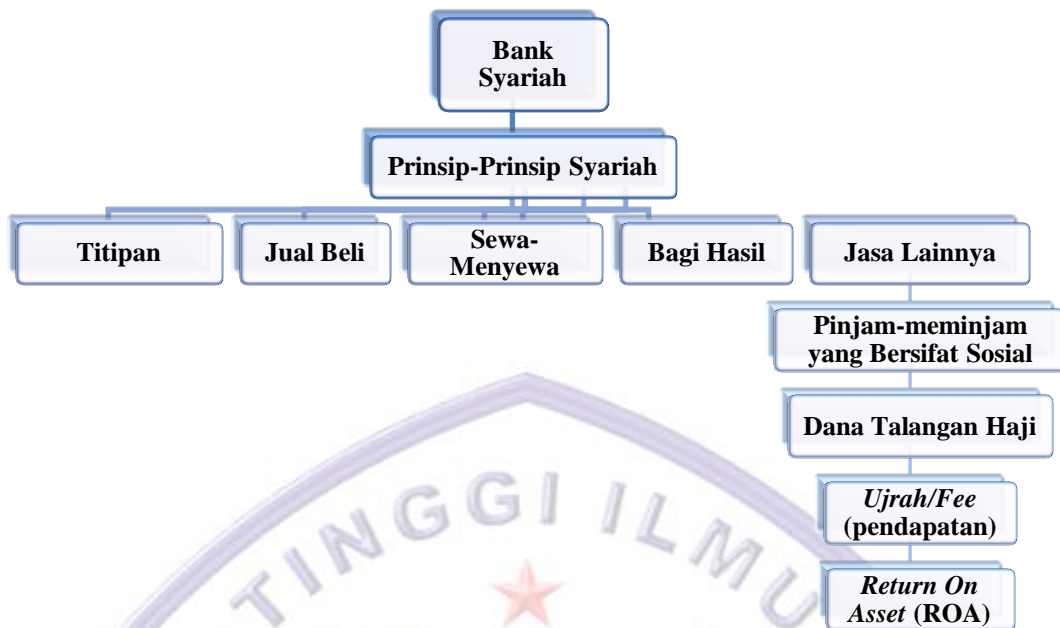 Bank
Syariah
Prinsip-Prinsip Syariah
Titipan
Jual Beli
Sewa-
Menyewa
Bagi Hasil
Jasa Lainnya
Pinjam-meminjam
yang Bersifat Sosial
Dana Talangan Haji
Ujrah/Fee
(pendapatan)
Return On
Asset (ROA)
TINGGI ILMU